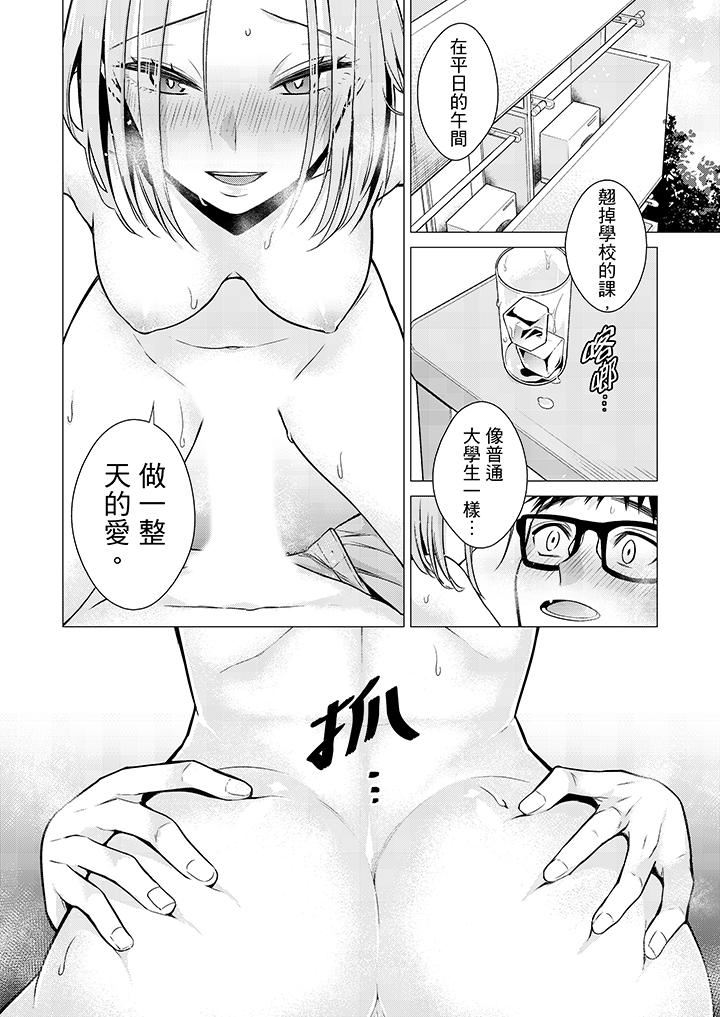 在平日的午間
翹掉學校的課，
喀啷…
像普通
大學生一樣…
做一整
天的愛。
抓…